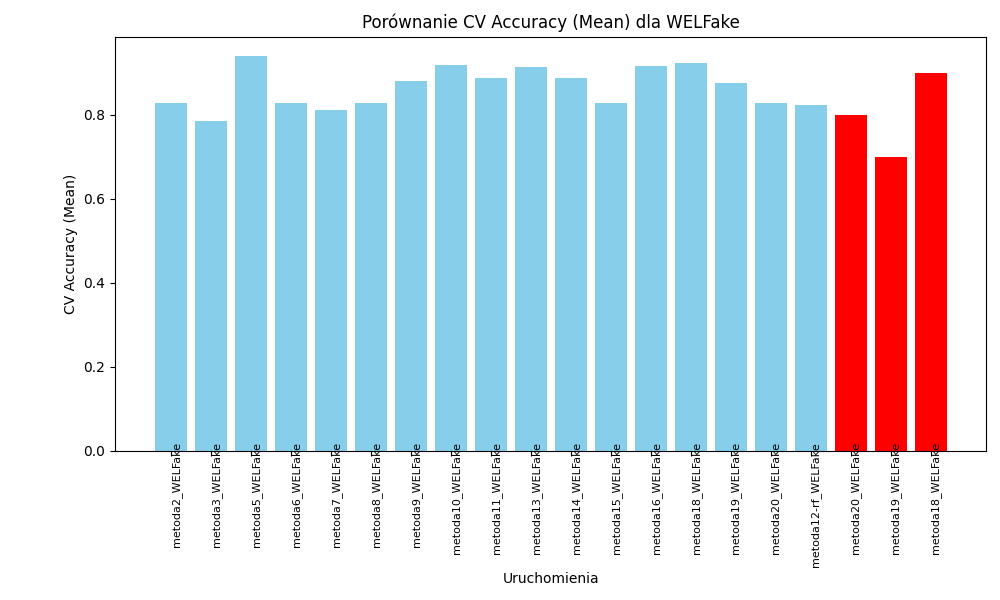 Porównanie CV Accuracy (Mean) dla WELFake
CV Accuracy (Mean)
0.8
0.6
0.4
0.2
0.0
metoda2_WELFake
metoda3_WELFake
metoda5_WELFake
metoda6_WELFake
metoda7_WELFake
metoda8_WELFake
metoda9_WELFake
metoda10_WELFake
metoda11_WELFake
metoda13_WELFake
metoda14_WELFake
metoda15_WELFake
metoda16_WELFake
metoda18_WELFake
metoda19_WELFake
metoda20_WELFake
metoda12-rf_WELFake
metoda20_WELFake
metoda19_WELFake
metoda18_WELFake
Uruchomienia